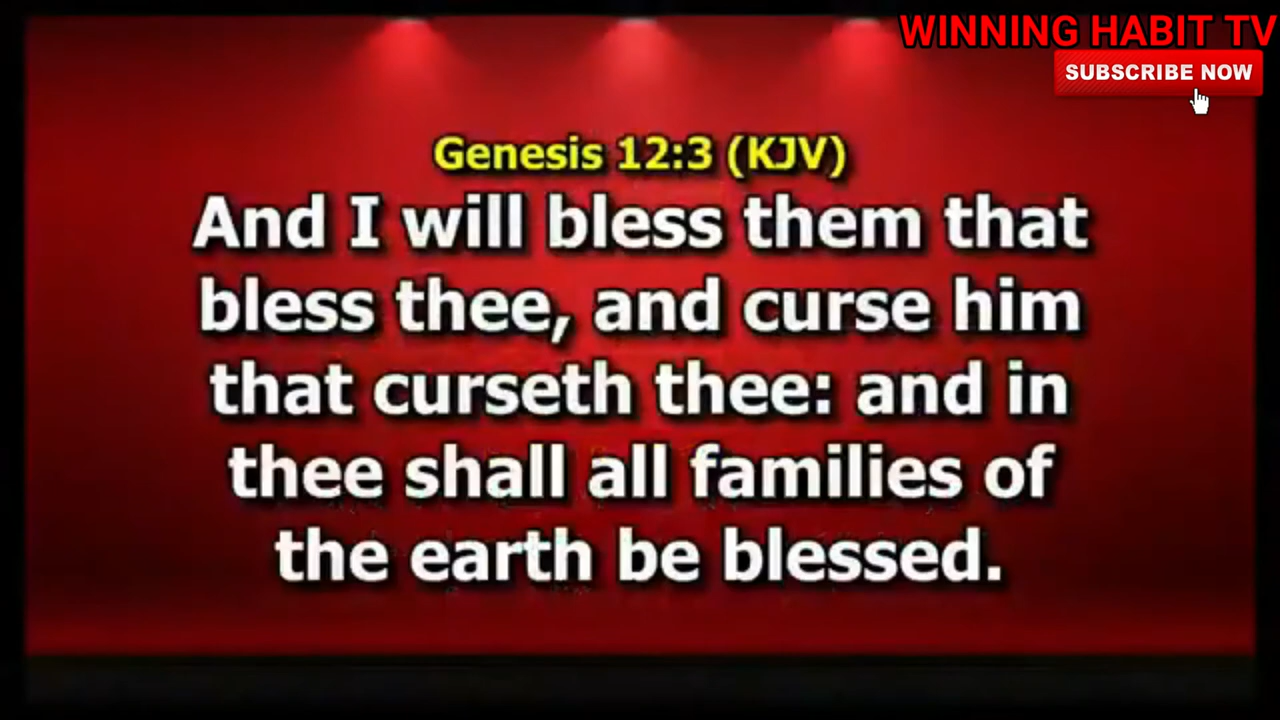 WINNING HABIT TV
SUBSCRIBE NOW
Genesis 12:3 (KJV)
And I will bless them that
bless thee, and curse him
that curseth thee: and in
thee shall all families of
the earth be blessed.